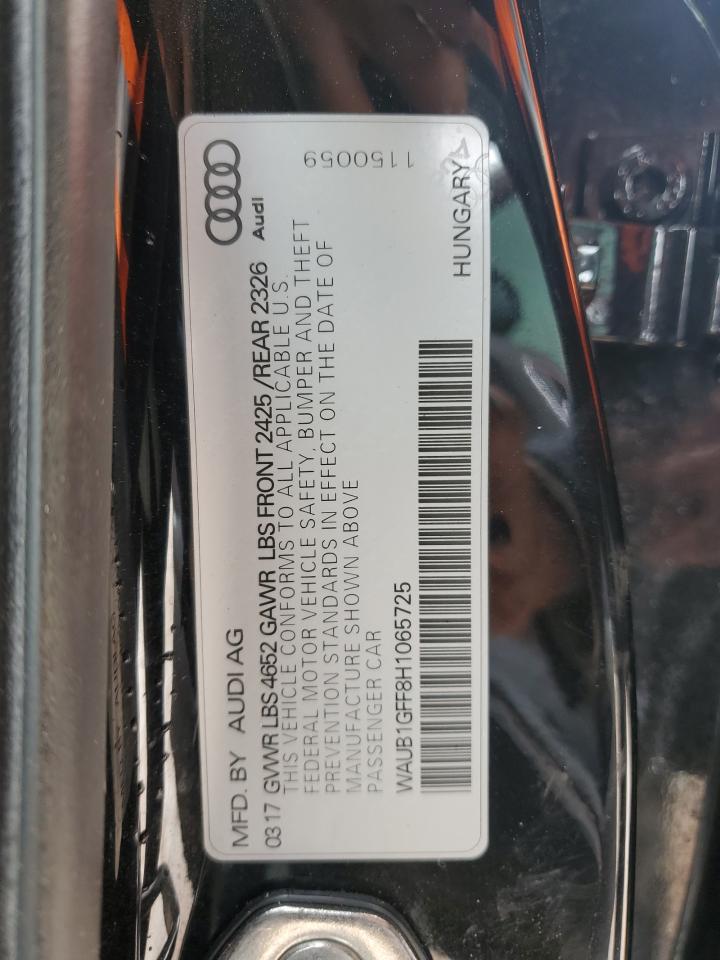 MFD. BY AUDI AG
Audi
0317 GVWR LBS 4652 GAWR LBS FRONT 2425 /REAR 2326
THIS VEHICLE CONFORMS TO ALL APPLICABLE U.S.
FEDERAL MOTOR VEHICLE SAFETY, BUMPER AND THEFT
PREVENTION STANDARDS IN EFFECT ON THE DATE OF
MANUFACTURE SHOWN ABOVE
PASSENGER CAR
1150059
WAUB1GFF8H1065725
HUNGARY